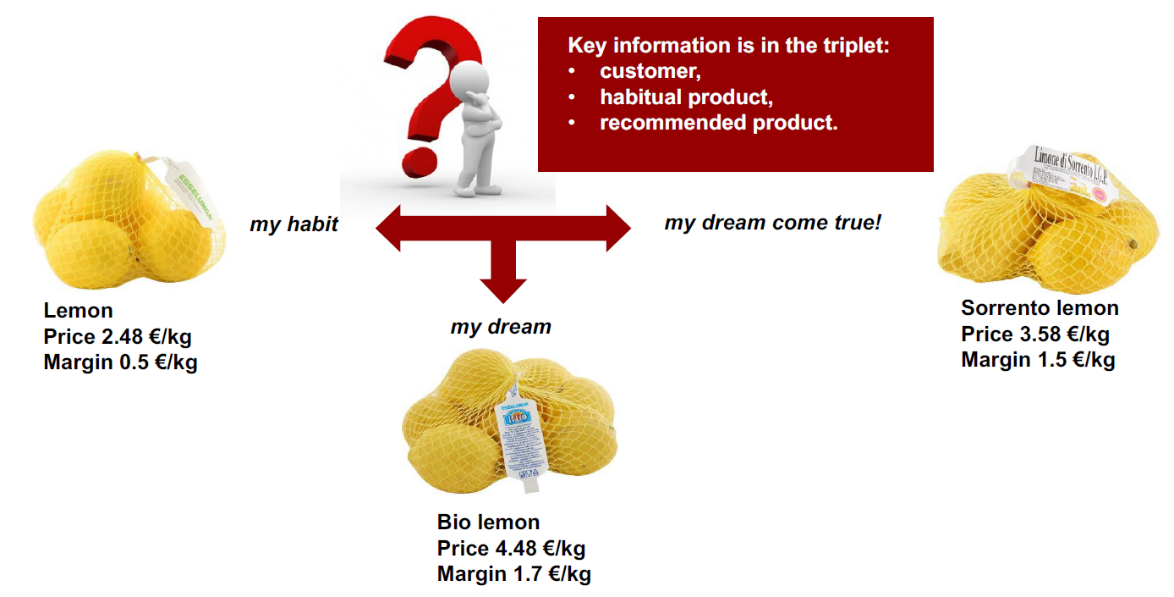 Key information is in the triplet:
• customer,
• habitual product,
• recommended product.
ESSELUNGA
Limone di Sorrento I.G.P.
my habit
my dream come true!
Lemon
Price 2.48 €/kg
Margin 0.5 €/kg
Sorrento lemon
Price 3.58 €/kg
Margin 1.5 €/kg
my dream
ESSELUNGA
Bio lemon
Price 4.48 €/kg
Margin 1.7 €/kg